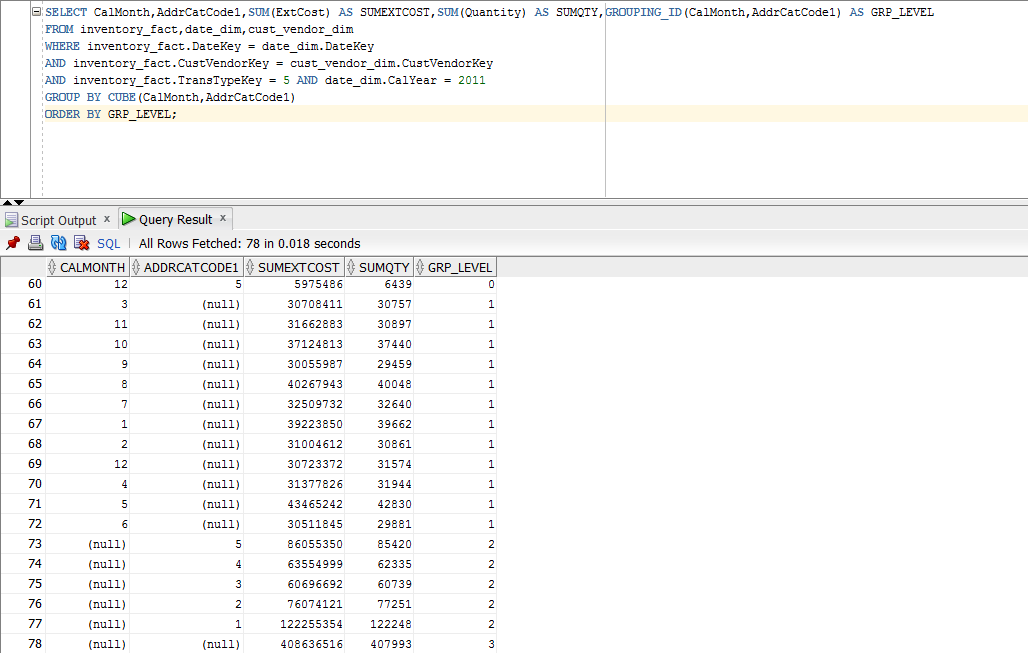 SELECT CalMonth,AddrCatCode1,SUM(ExtCost) AS SUMEXTCOST,SUM(Quantity) AS SUMQTY,GROUPING_ID(CalMonth,AddrCatCode1) AS GRP_LEVEL
FROM inventory_fact,date_dim,cust_vendor_dim
WHERE inventory_fact.DateKey = date_dim.DateKey
AND inventory_fact.CustVendorKey = cust_vendor_dim.CustVendorKey
AND inventory_fact.TransTypeKey = 5 AND date_dim.CalYear = 2011
GROUP BY CUBE(CalMonth,AddrCatCode1)
ORDER BY GRP_LEVEL;
Script Output x Query Result x
SQL | All Rows Fetched: 78 in 0.018 seconds
CALMONTH ADDRCATCODE1 SUMEXTCOST SUMQTY GRP_LEVEL
60 12 5 5975486 6439 0
61 3 (null) 30708411 30757 1
62 11 (null) 31662883 30897 1
63 10 (null) 37124813 37440 1
64 9 (null) 30055987 29459 1
65 8 (null) 40267943 40048 1
66 7 (null) 32509732 32640 1
67 1 (null) 39223850 39662 1
68 2 (null) 31004612 30861 1
69 12 (null) 30723372 31574 1
70 4 (null) 31377826 31944 1
71 5 (null) 43465242 42830 1
72 6 (null) 30511845 29881 1
73 (null) 5 86055350 85420 2
74 (null) 4 63554999 62335 2
75 (null) 3 60696692 60739 2
76 (null) 2 76074121 77251 2
77 (null) 1 122255354 122248 2
78 (null) (null) 408636516 407993 3